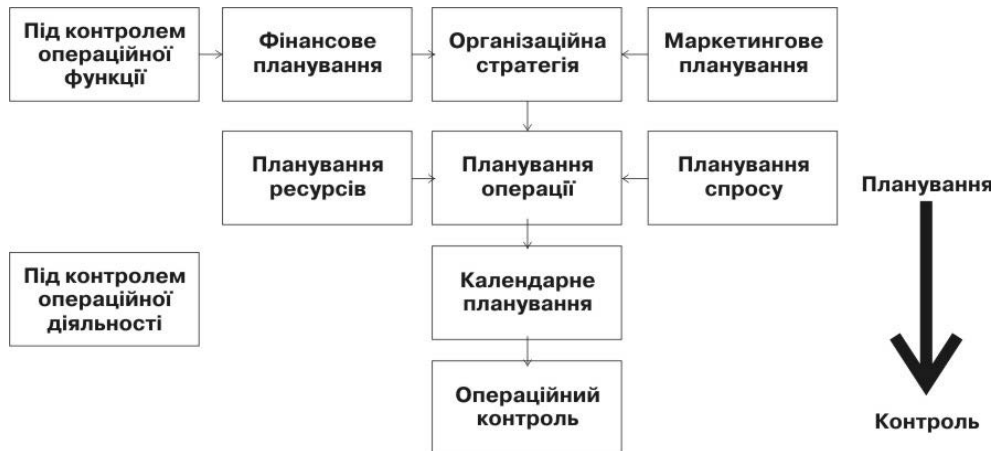 Під контролем
операційної
функції
Фінансове
планування
Організаційна
стратегія
Маркетингове
планування
Планування
ресурсів
Планування
операції
Планування
спросу
Планування
Під контролем
операційної
діяльності
Календарне
планування
Операційний
контроль
Контроль